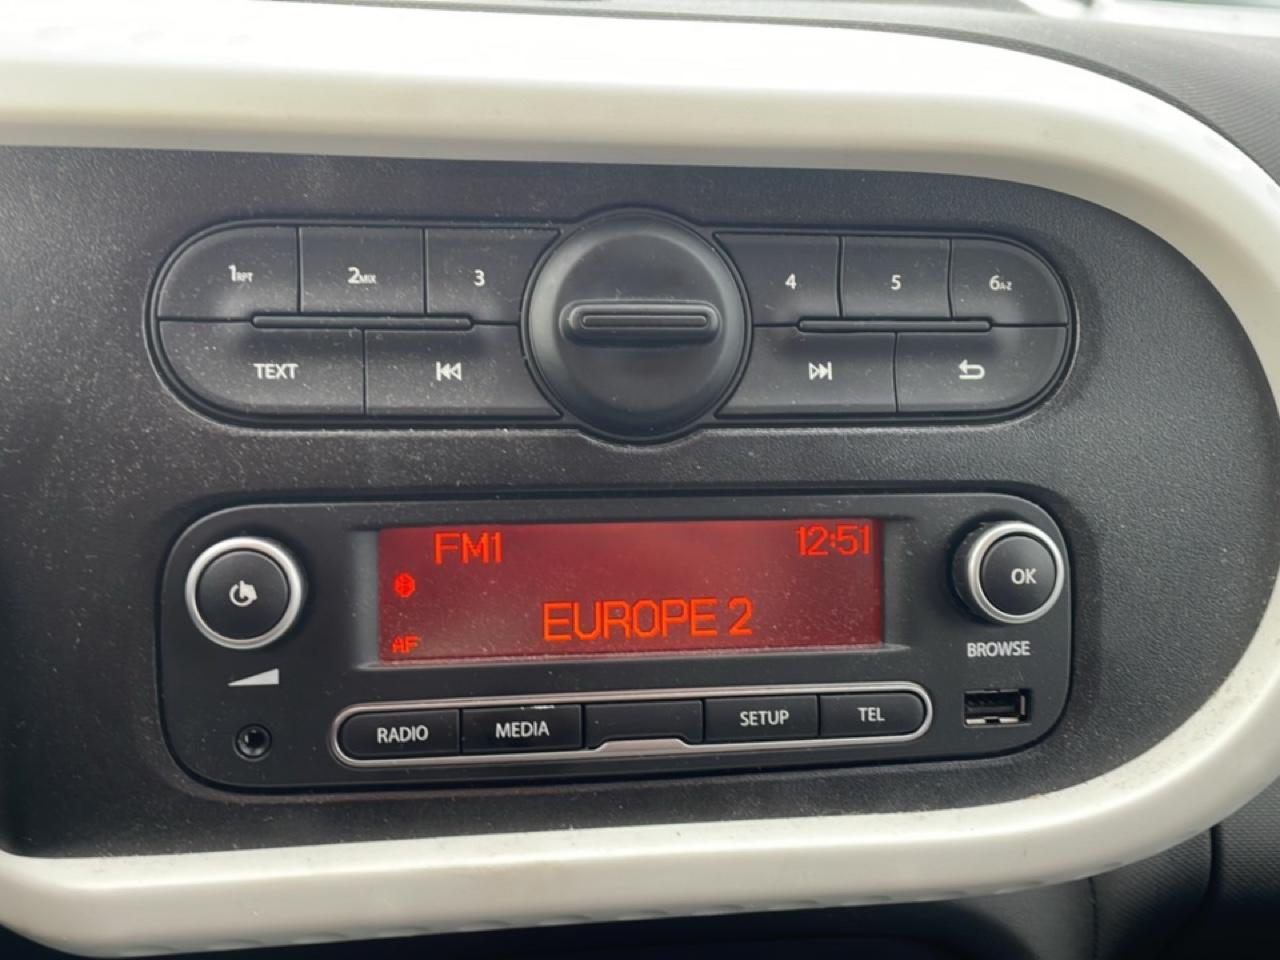 1RPT 2MIX 3 4 5 6A-Z
TEXT
FM1 12:51
EUROPE 2
AF
OK
BROWSE
RADIO MEDIA SETUP TEL